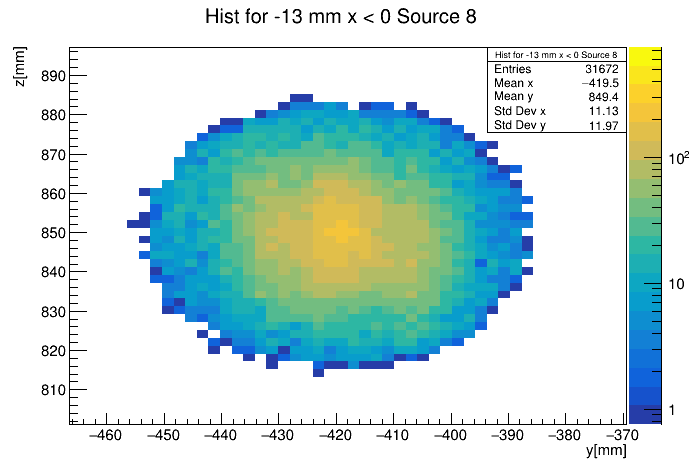 Hist for -13 mm x < 0 Source 8
z[mm]
Hist for -13 mm x < 0 Source 8
Entries 31672
Mean x −419.5
Mean y 849.4
Std Dev x 11.13
Std Dev y 11.97
890
880
870
860
850
840
830
820
810
10²
10
1
−460 −450 −440 −430 −420 −410 −400 −390 −380 −370
y[mm]